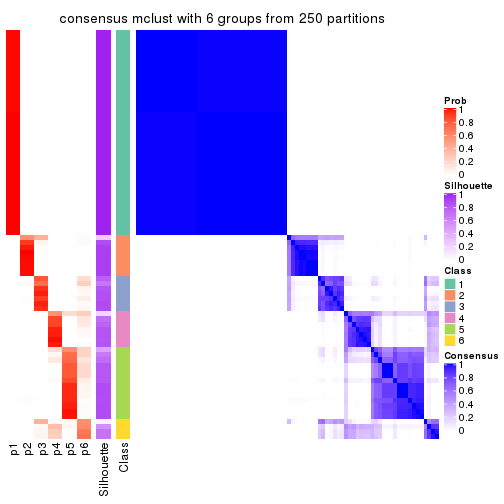 consensus mclust with 6 groups from 250 partitions
Prob
1
0.8
0.6
0.4
0.2
0
Silhouette
1
0.8
0.6
0.4
0.2
0
Class
1
2
3
4
5
6
Consensus
1
0.8
0.6
0.4
0.2
0
p1
p2
p3
p4
p5
p6
Silhouette
Class